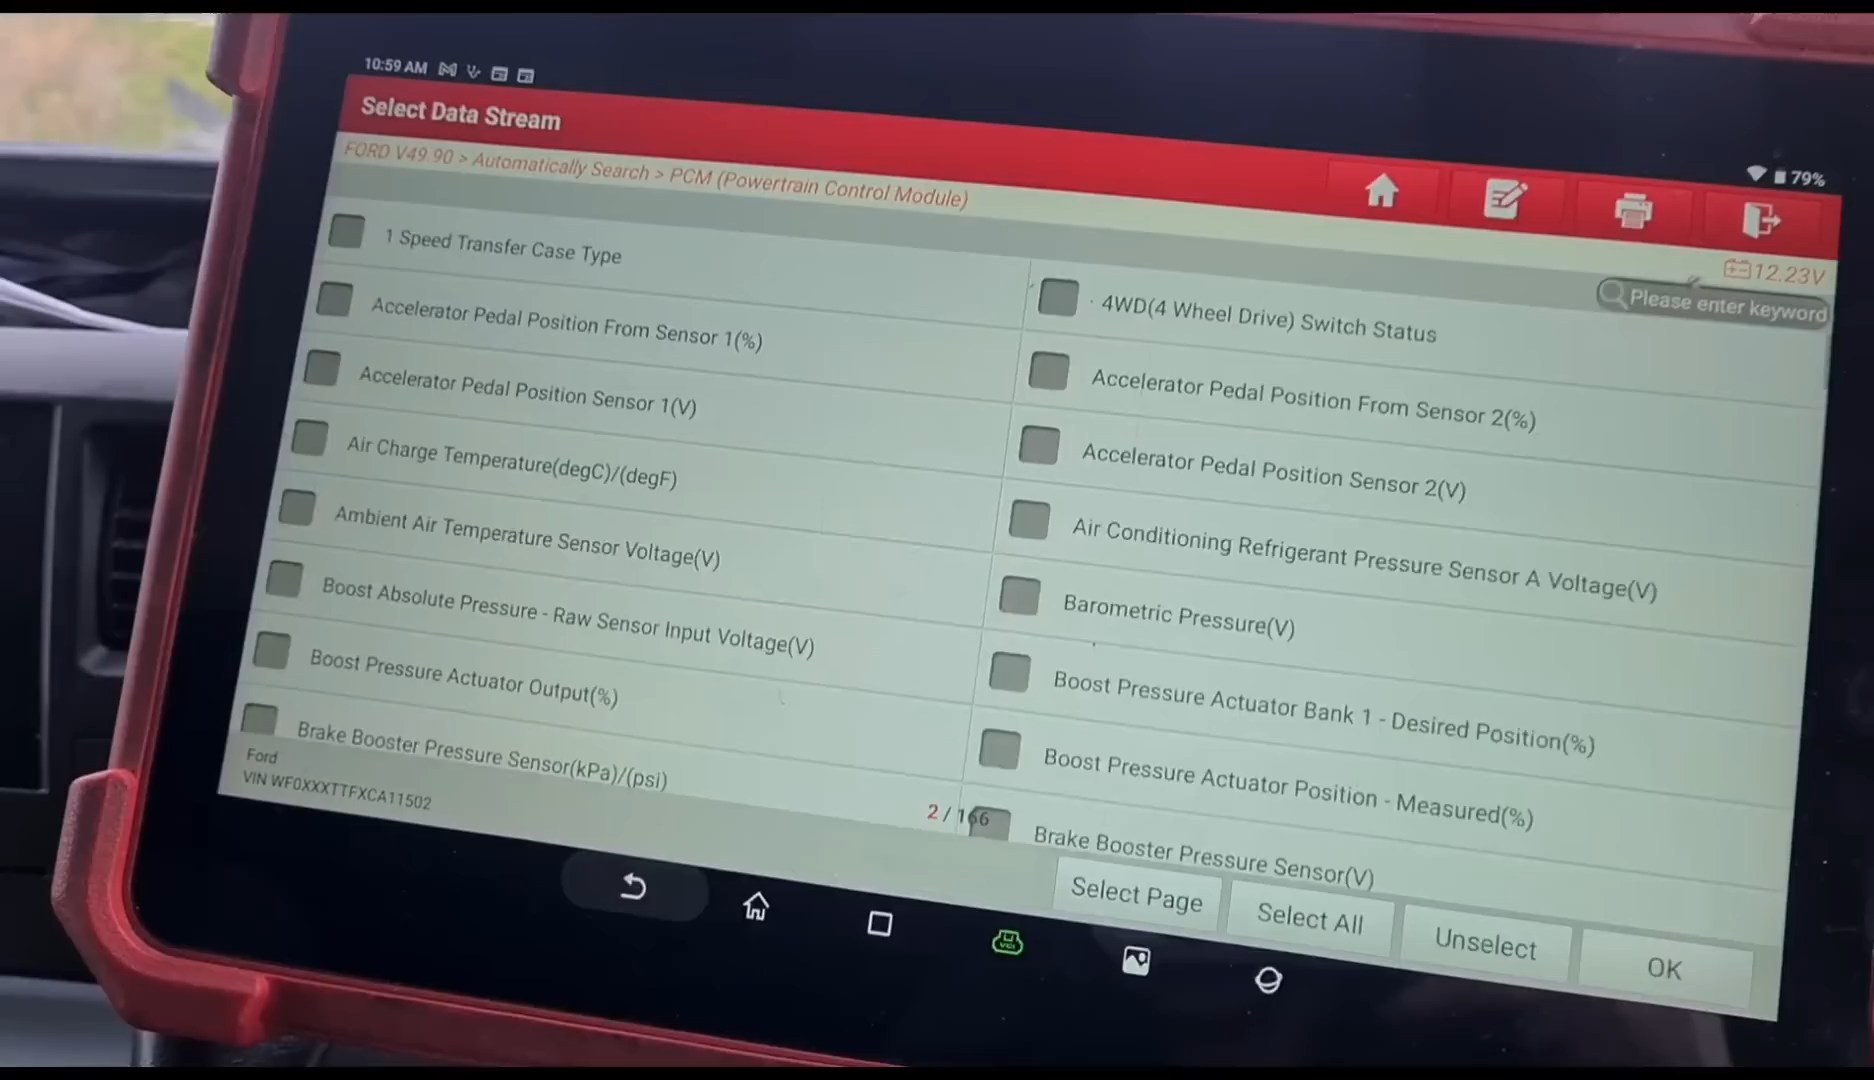 10:59 AM
79%
Select Data Stream
FORD V49.90 > Automatically Search > PCM (Powertrain Control Module)
12.23V
Please enter keyword
1 Speed Transfer Case Type
4WD(4 Wheel Drive) Switch Status
Accelerator Pedal Position From Sensor 1(%)
Accelerator Pedal Position From Sensor 2(%)
Accelerator Pedal Position Sensor 1(V)
Accelerator Pedal Position Sensor 2(V)
Air Charge Temperature(degC)/(degF)
Air Conditioning Refrigerant Pressure Sensor A Voltage(V)
Ambient Air Temperature Sensor Voltage(V)
Barometric Pressure(V)
Boost Absolute Pressure - Raw Sensor Input Voltage(V)
Boost Pressure Actuator Bank 1 - Desired Position(%)
Boost Pressure Actuator Output(%)
Boost Pressure Actuator Position - Measured(%)
Brake Booster Pressure Sensor(kPa)/(psi)
Brake Booster Pressure Sensor(V)
Ford
VIN WF0XXXTTFXCA11502
2 / 166
Select Page
Select All
Unselect
OK
VCI